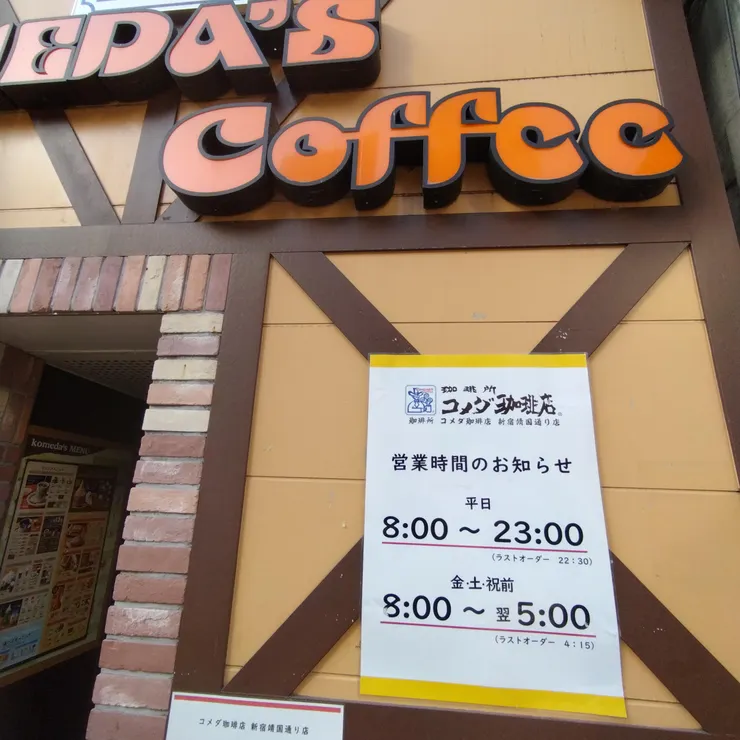 MEDA'S
Coffee
komeda's MENU
珈琲所
コメダ珈琲店
珈琲所 コメダ珈琲店 新宿靖国通り店
営業時間のお知らせ
平日
8:00 ～ 23:00
(ラストオーダー 22:30)
金・土・祝前
8:00 ～ 翌5:00
(ラストオーダー 4:15)
コメダ珈琲店 新宿靖国通り店